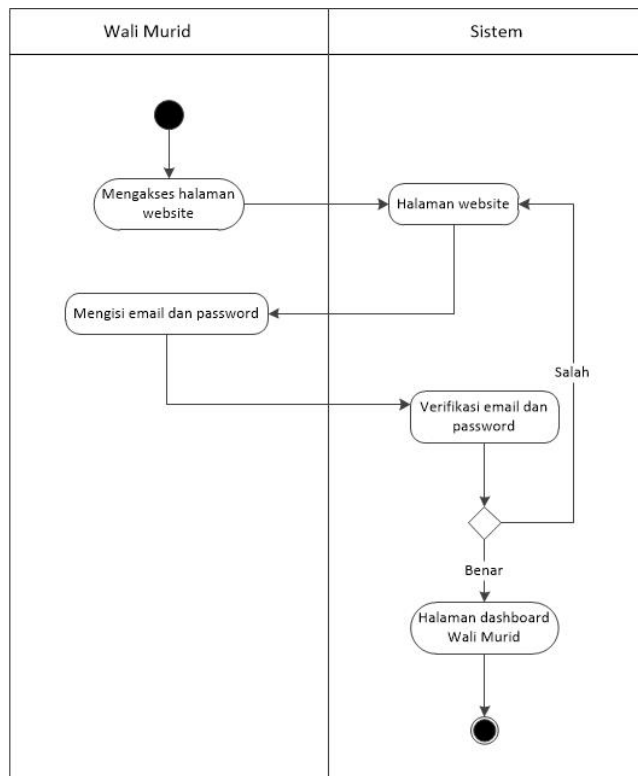 Wali Murid
Sistem
Mengakses halaman
website
Halaman website
Mengisi email dan password
Salah
Verifikasi email dan
password
Benar
Halaman dashboard
Wali Murid